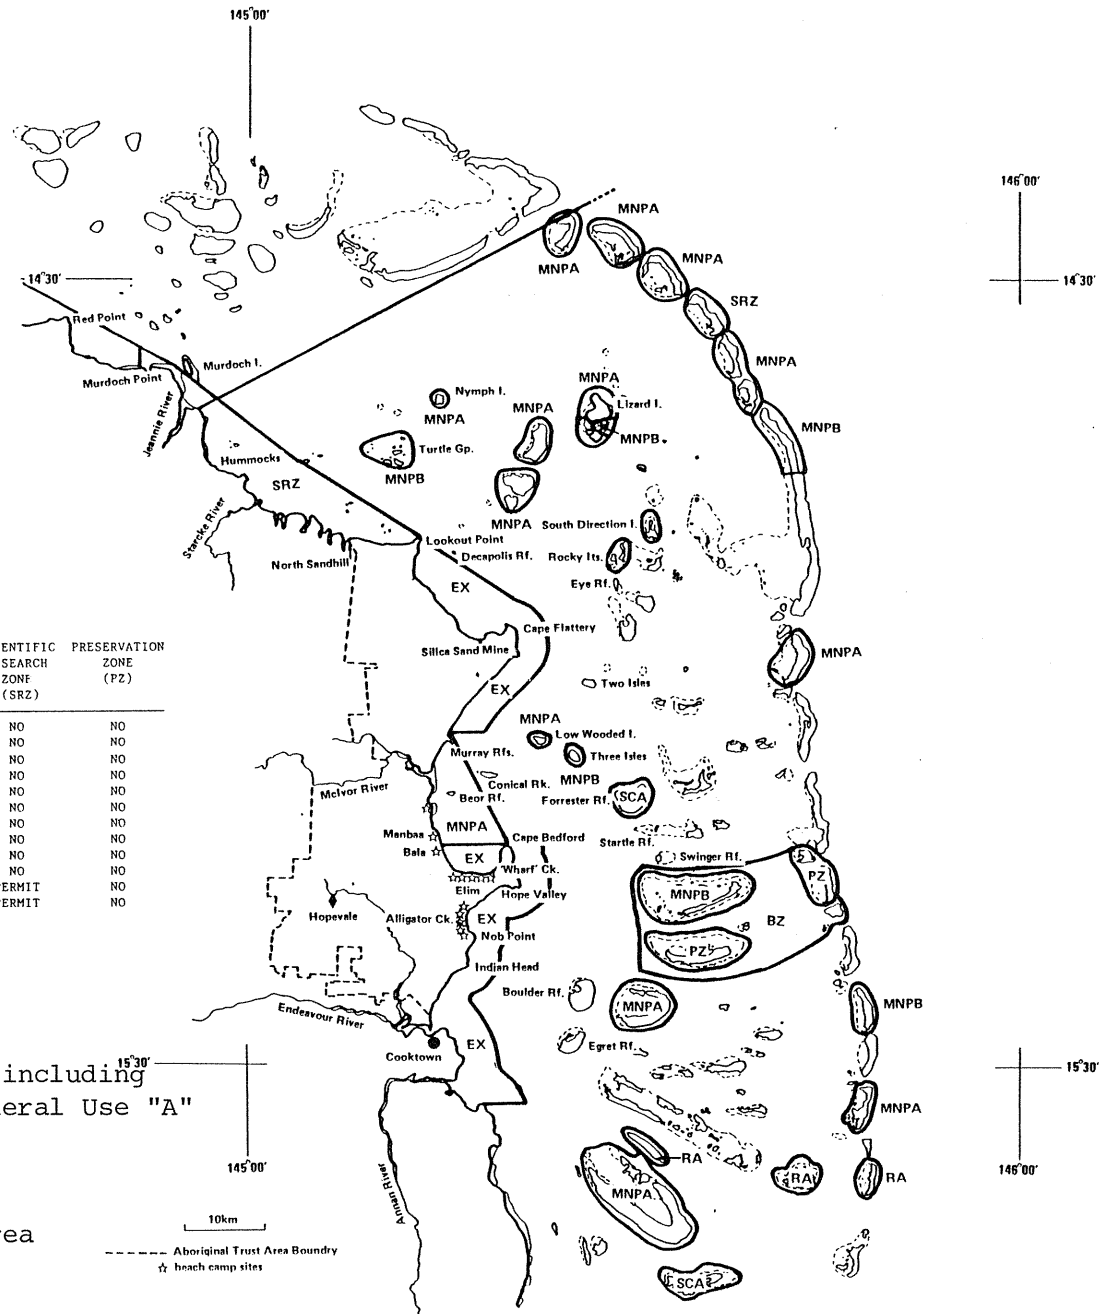 145°00'
146°00'
MNPA
MNPA
MNPA
14°30'
14°30'
SRZ
Red Point
MNPA
Murdoch I.
Murdoch Point
MNPA
Nymph I.
MNPA
MNPA
Lizard I.
Jeannie River
MNPB
MNPB
Turtle Gp.
Hummocks
MNPB
SRZ
MNPA
Starcke River
South Direction I.
Lookout Point
North Sandhill
Decapolis Rf.
Rocky Its.
EX
Eye Rf.
Cape Flattery
ENTIFIC PRESERVATION
SEARCH ZONE
ZONE (PZ)
(SRZ)
Silica Sand Mine
MNPA
EX
Two Isles
NO NO
NO NO
NO NO
NO NO
NO NO
NO NO
NO NO
NO NO
NO NO
NO NO
PERMIT NO
PERMIT NO
MNPA
Low Wooded I.
Murray Rfs.
Three Isles
MNPB
McIvor River
Conical Rk.
Beor Rf.
Forrester Rf.
SCA
MNPA
Manbaa
Cape Bedford
Startle Rf.
Bala
EX
Swinger Rf.
'Wharf' Ck.
PZ
Elim
Hope Valley
MNPB
Hopevale
Alligator Ck.
EX
BZ
Nob Point
PZ
Indian Head
Boulder Rf.
MNPA
MNPB
Endeavour River
EX
Egret Rf.
Cooktown
15°30'
15°30'
including
eral Use "A"
MNPA
145°00'
RA
146°00'
MNPA
RA
RA
Annan River
10km
ea
Aboriginal Trust Area Boundry
beach camp sites
SCA